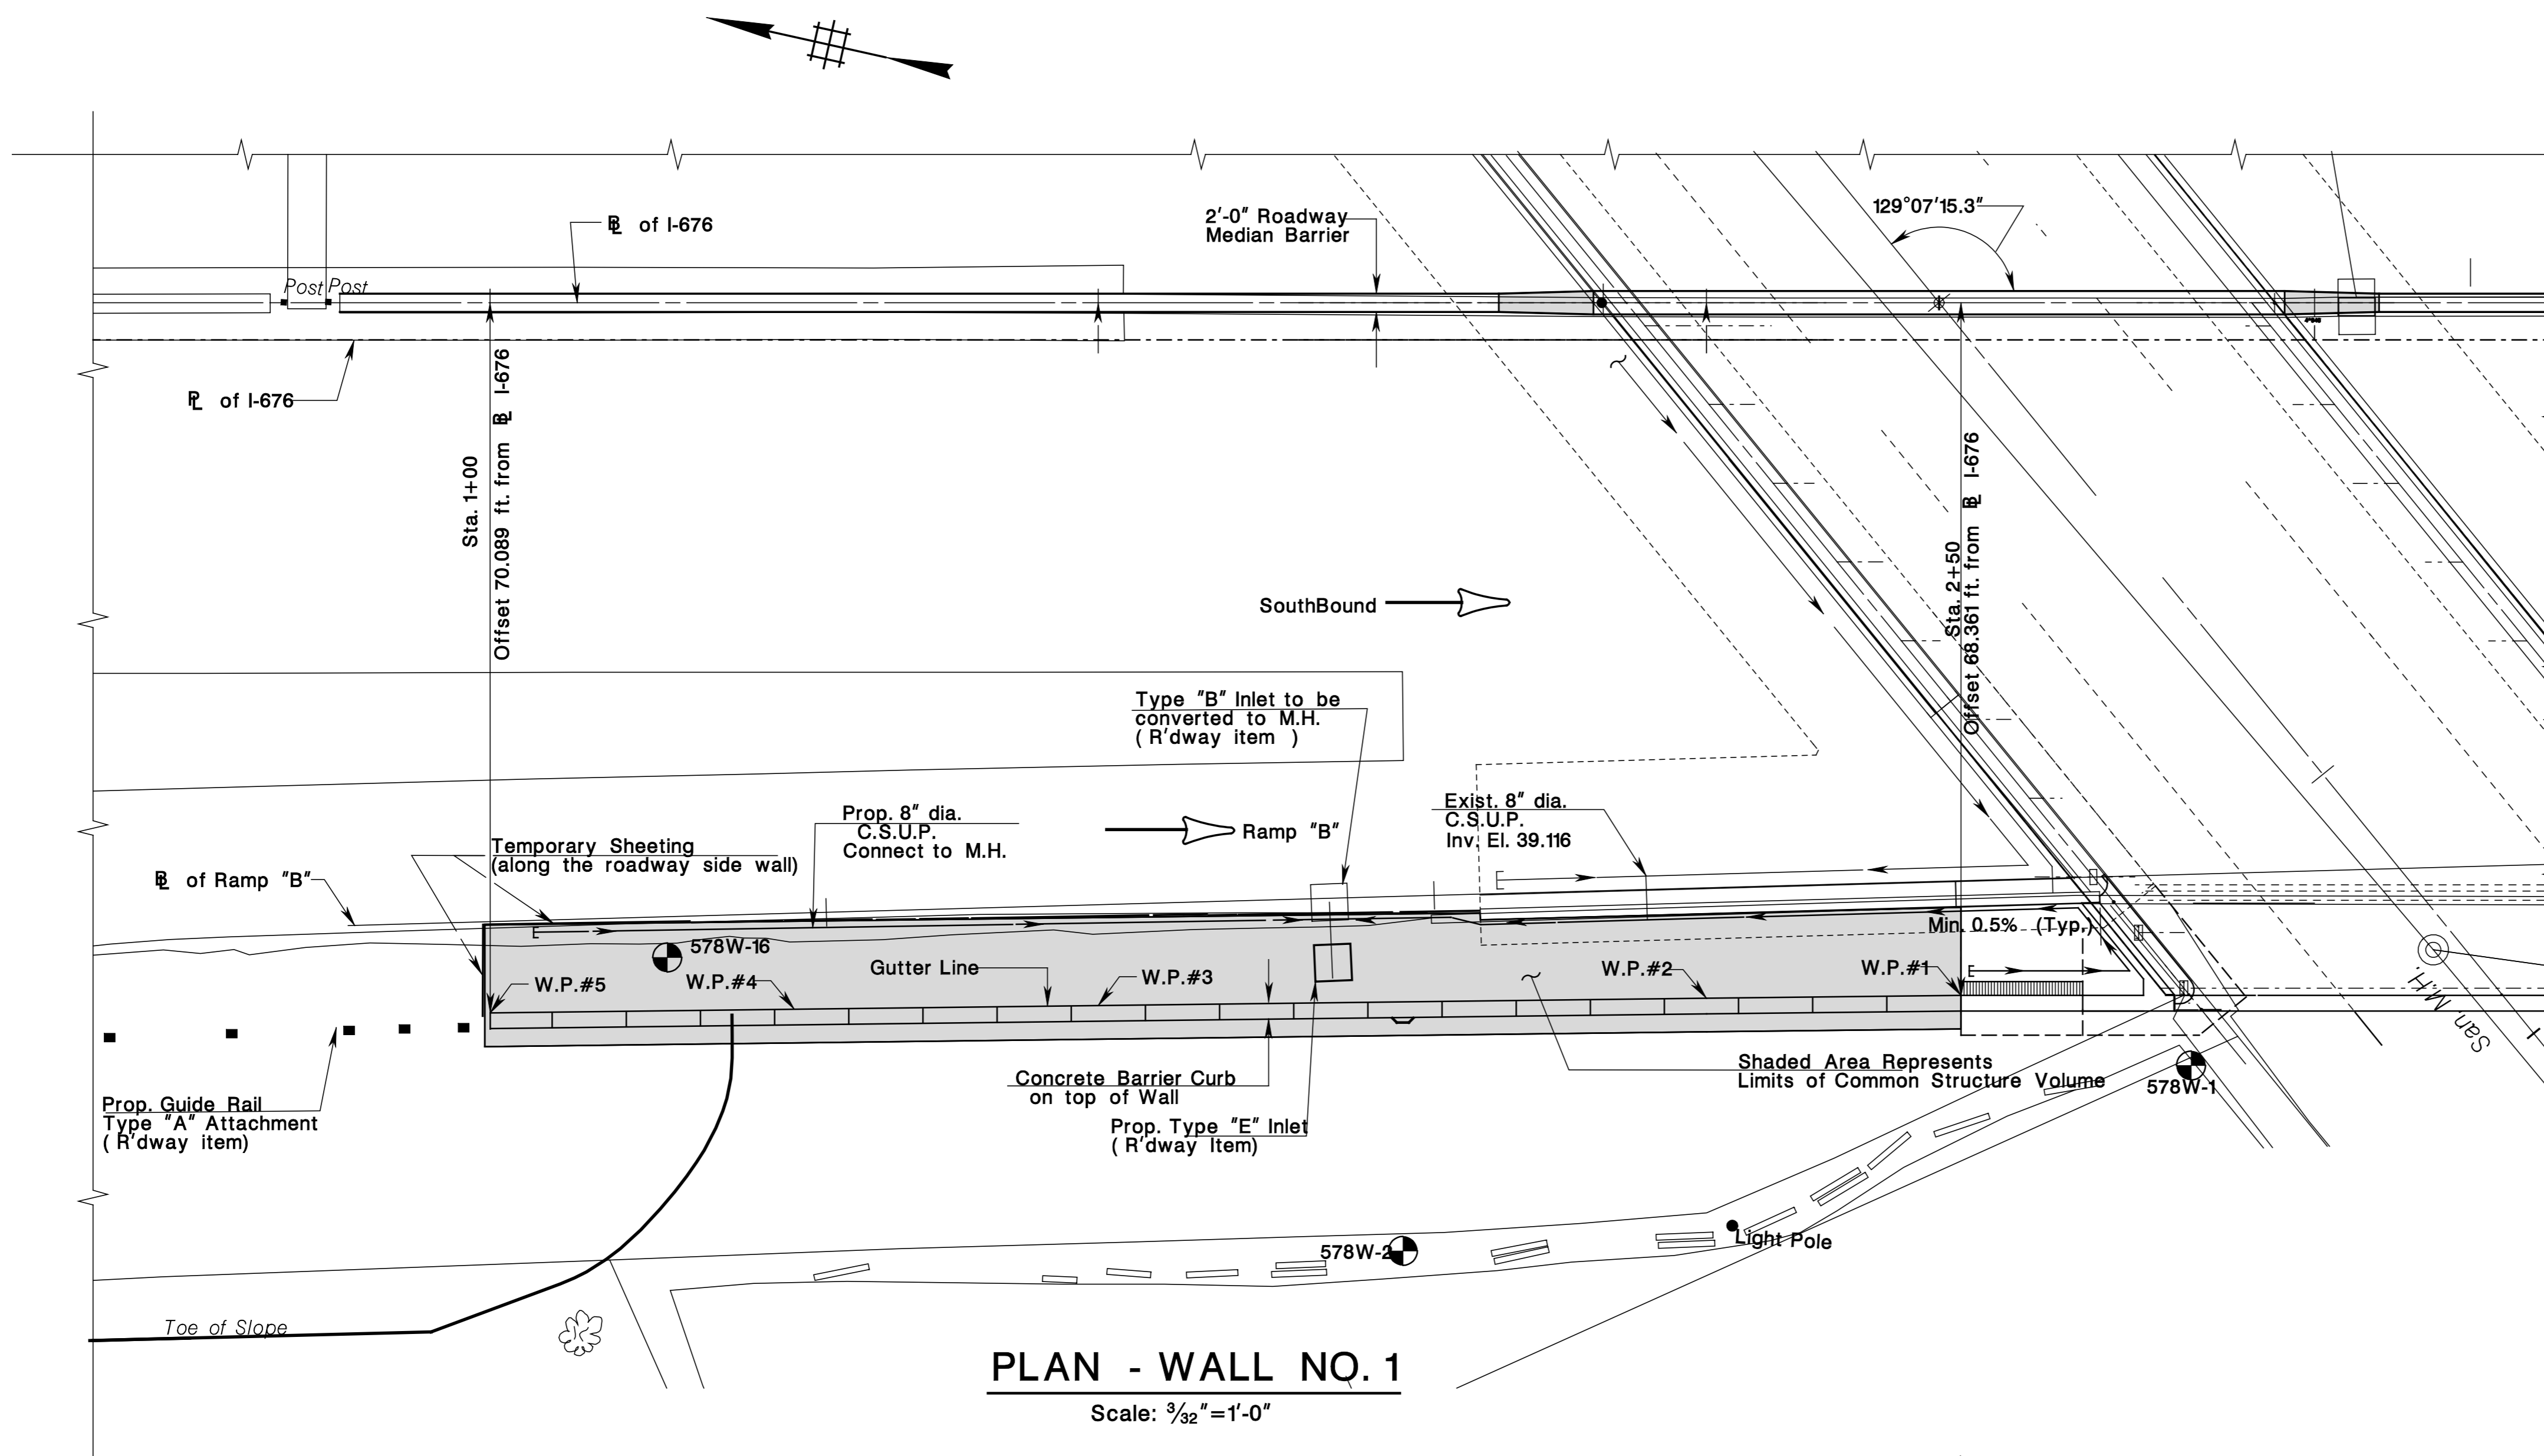 129°07'15.3"
2'-0" Roadway
Median Barrier
℄ of I-676
Post Post
of I-676
Sta. 1+00
Offset 70.089 ft. from I-676
Sta. 2+50
Offset 68.361 ft. from I-676
SouthBound
Type "B" Inlet to be
converted to M.H.
( R'dway item )
Prop. 8" dia.
C.S.U.P.
Connect to M.H.
Ramp "B"
Exist. 8" dia.
C.S.U.P.
Inv. El. 39.116
Temporary Sheeting
(along the roadway side wall)
of Ramp "B"
Min. 0.5% (Typ.)
578W-16
W.P.#5
W.P.#4
Gutter Line
W.P.#3
W.P.#2
W.P.#1
San. M.H.
Shaded Area Represents
Limits of Common Structure Volume
578W-1
Concrete Barrier Curb
on top of Wall
Prop. Type "E" Inlet
( R'dway Item)
Prop. Guide Rail
Type "A" Attachment
( R'dway item)
578W-2
Light Pole
Toe of Slope
PLAN - WALL NO. 1
Scale: 3/32"=1'-0"